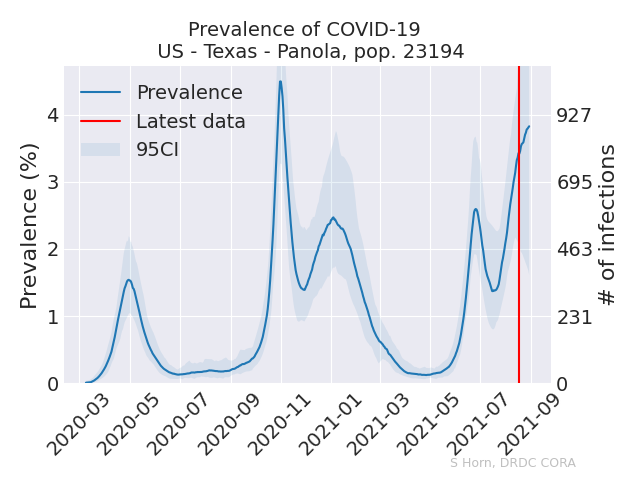 Prevalence of COVID-19
US - Texas - Panola, pop. 23194
Prevalence
Latest data
95CI
Prevalence (%)
4
3
2
1
0
927
695
463
231
0
# of infections
2020-03
2020-05
2020-07
2020-09
2020-11
2021-01
2021-03
2021-05
2021-07
2021-09
S Horn, DRDC CORA